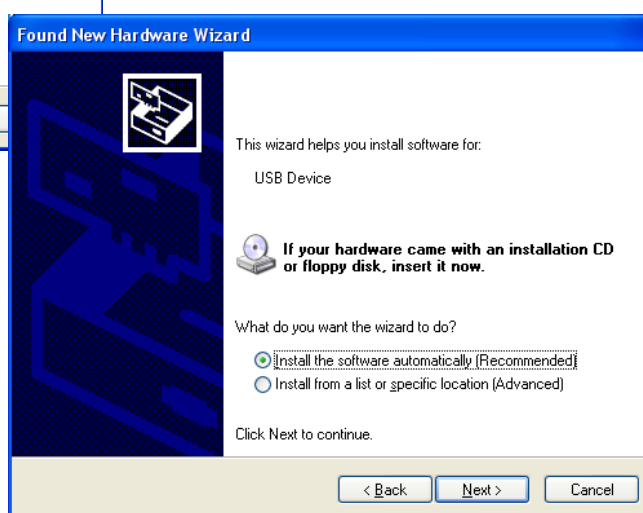 Found New Hardware Wizard
This wizard helps you install software for:
USB Device
If your hardware came with an installation CD
or floppy disk, insert it now.
What do you want the wizard to do?
Install the software automatically (Recommended)
Install from a list or specific location (Advanced)
Click Next to continue.
< Back
Next >
Cancel